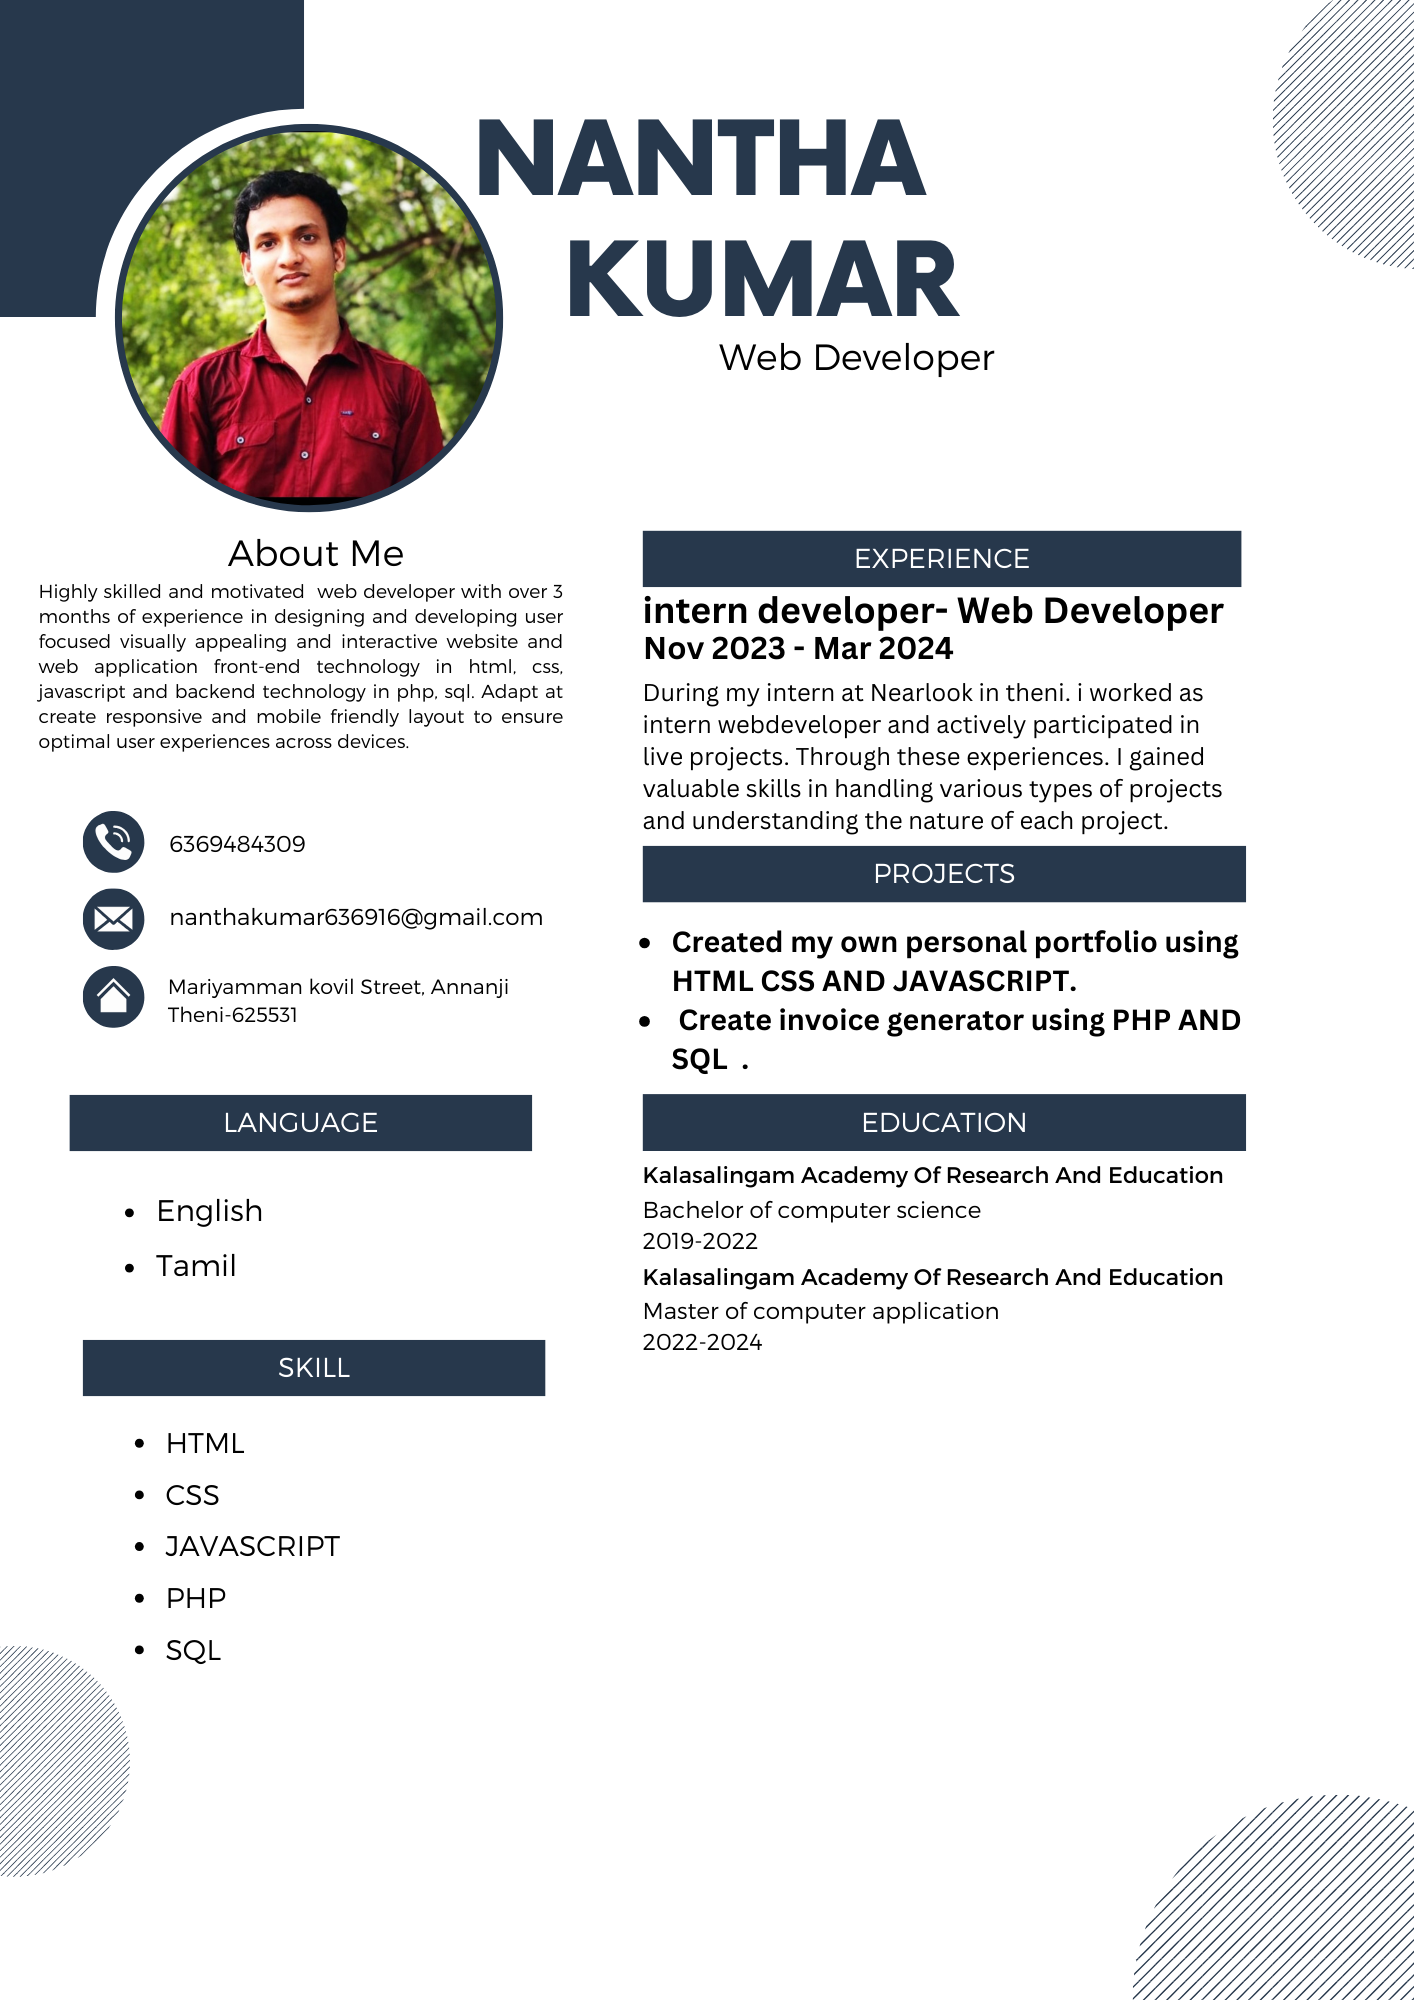 NANTHA
KUMAR
Web Developer
About Me
Highly skilled and motivated  web developer with over 3
months of experience in designing and developing user
focused visually appealing and interactive website and
web application front-end technology in html, css,
javascript and backend technology in php, sql. Adapt at
create responsive and mobile friendly layout to ensure
optimal user experiences across devices.
6369484309
nanthakumar636916@gmail.com
Mariyamman kovil Street, Annanji
Theni-625531
LANGUAGE
• English
• Tamil
SKILL
• HTML
• CSS
• JAVASCRIPT
• PHP
• SQL
EXPERIENCE
intern developer- Web Developer
Nov 2023 - Mar 2024
During my intern at Nearlook in theni. i worked as
intern webdeveloper and actively participated in
live projects. Through these experiences. I gained
valuable skills in handling various types of projects
and understanding the nature of each project.
PROJECTS
• Created my own personal portfolio using
HTML CSS AND JAVASCRIPT.
• Create invoice generator using PHP AND
SQL  .
EDUCATION
Kalasalingam Academy Of Research And Education
Bachelor of computer science
2019-2022
Kalasalingam Academy Of Research And Education
Master of computer application
2022-2024